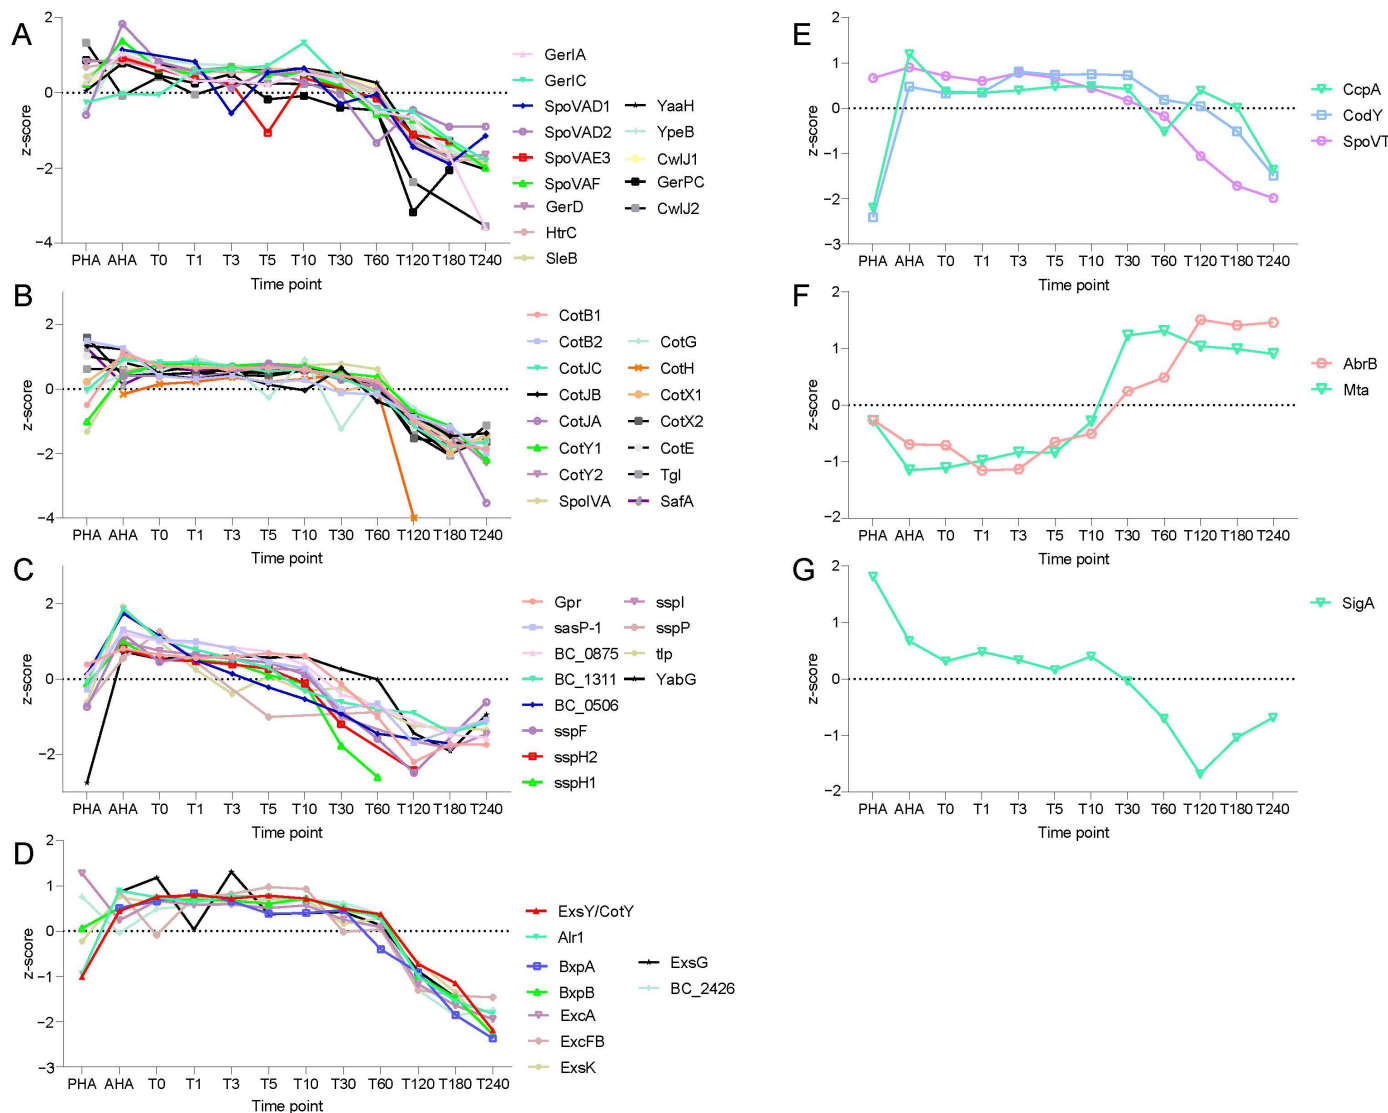 A
2
0
−2
−4
z-score
PHA AHA T0 T1 T3 T5 T10 T30 T60 T120 T180 T240
Time point
GerIA
GerIC
SpoVAD1
SpoVAD2
SpoVAE3
SpoVAF
GerD
HtrC
SleB
YaaH
YpeB
CwlJ1
GerPC
CwlJ2
B
2
0
−2
−4
z-score
PHA AHA T0 T1 T3 T5 T10 T30 T60 T120 T180 T240
Time point
CotB1
CotB2
CotJC
CotJB
CotJA
CotY1
CotY2
SpoIVA
CotG
CotH
CotX1
CotX2
CotE
Tgl
SafA
C
2
0
−2
z-score
PHA AHA T0 T1 T3 T5 T10 T30 T60 T120 T180 T240
Time point
Gpr
sasP-1
BC_0875
BC_1311
BC_0506
sspF
sspH2
sspH1
sspI
sspP
tlp
YabG
D
2
1
0
−1
−2
−3
z-score
PHA AHA T0 T1 T3 T5 T10 T30 T60 T120 T180 T240
Time point
ExsY/CotY
Alr1
BxpA
BxpB
ExcA
ExcFB
ExsK
ExsG
BC_2426
E
2
1
0
−1
−2
−3
z-score
PHA AHA T0 T1 T3 T5 T10 T30 T60 T120 T180 T240
Time point
CcpA
CodY
SpoVT
F
2
1
0
−1
−2
z-score
PHA AHA T0 T1 T3 T5 T10 T30 T60 T120 T180 T240
Time point
AbrB
Mta
G
2
1
0
−1
−2
z-score
PHA AHA T0 T1 T3 T5 T10 T30 T60 T120 T180 T240
Time point
SigA